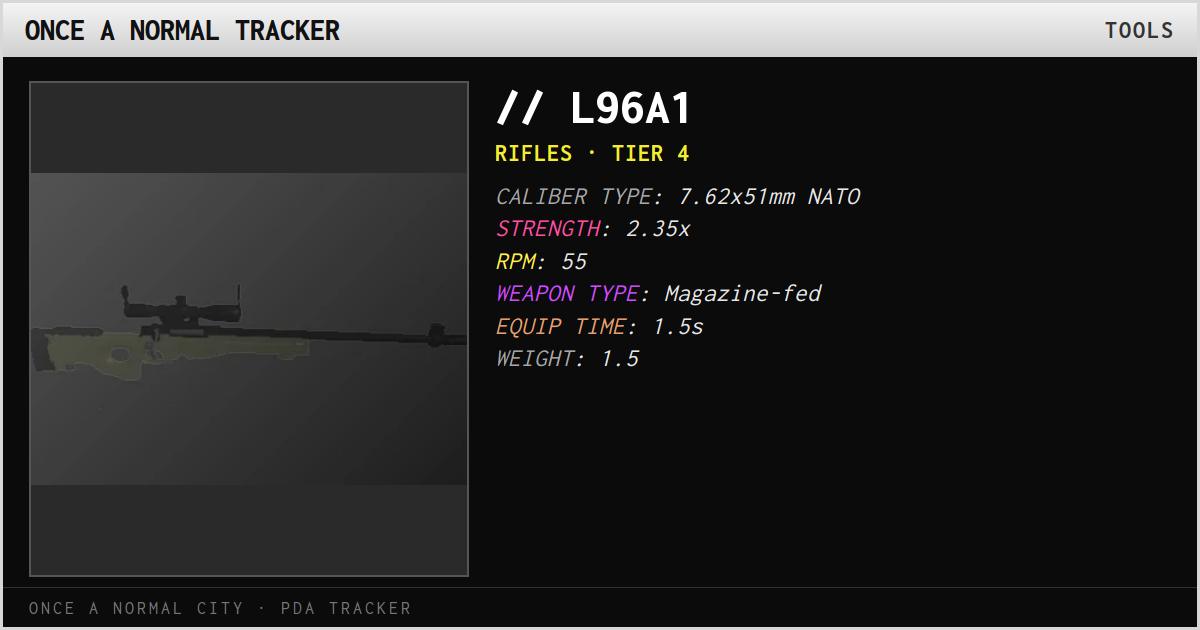 ONCE A NORMAL TRACKER
TOOLS
// L96A1
RIFLES · TIER 4
CALIBER TYPE: 7.62x51mm NATO
STRENGTH: 2.35x
RPM: 55
WEAPON TYPE: Magazine-fed
EQUIP TIME: 1.5s
WEIGHT: 1.5
ONCE A NORMAL CITY · PDA TRACKER